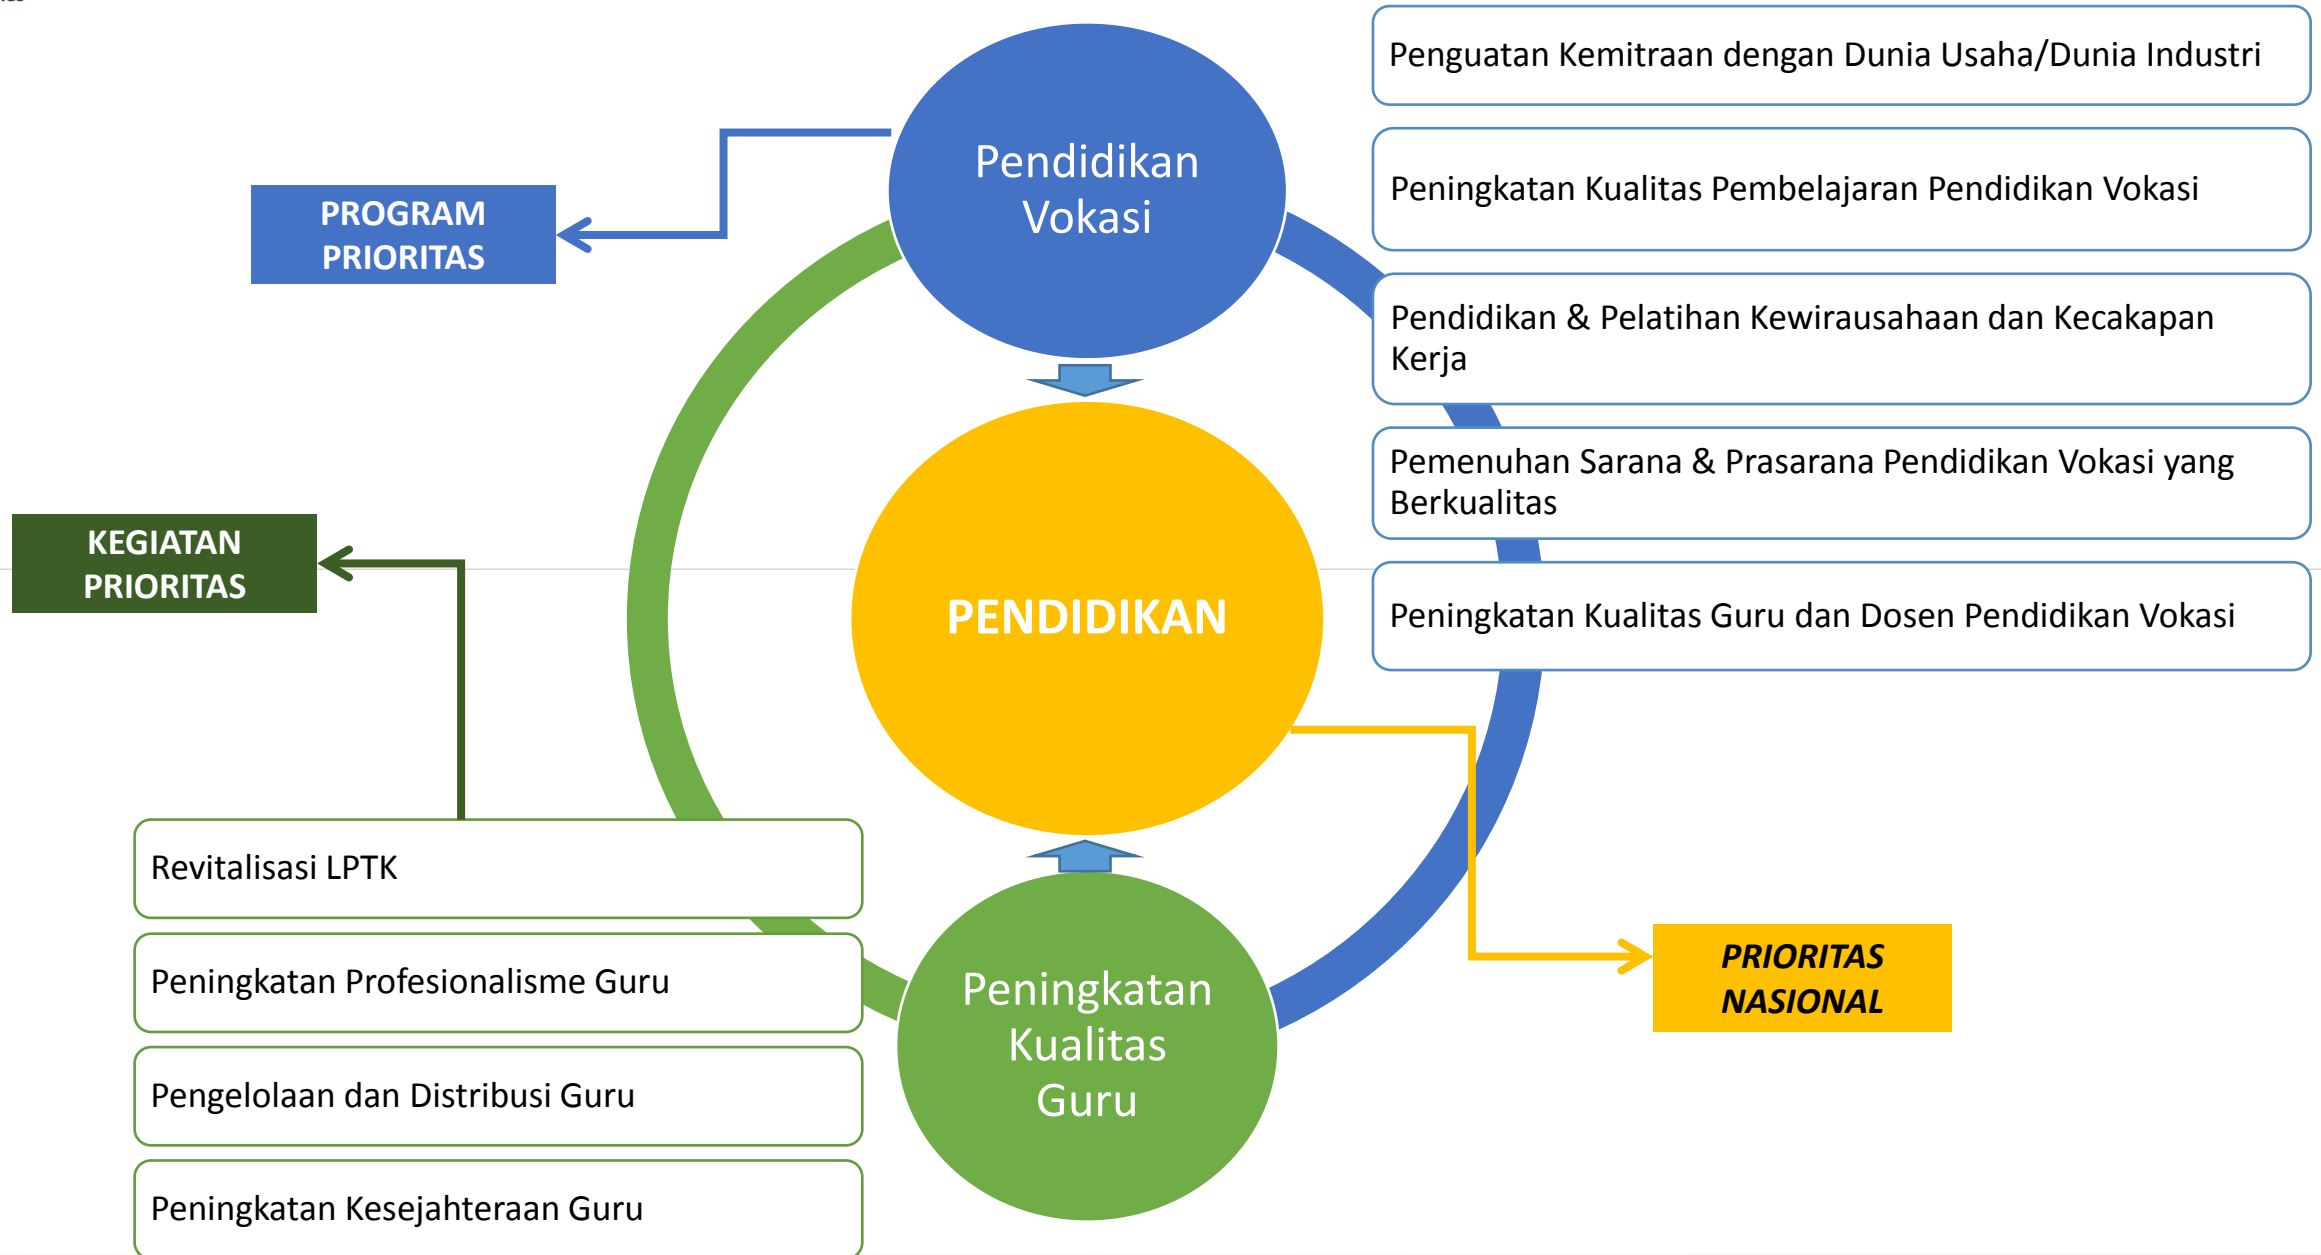 Pendidikan
Vokasi
PROGRAM
PRIORITAS
Penguatan Kemitraan dengan Dunia Usaha/Dunia Industri
Peningkatan Kualitas Pembelajaran Pendidikan Vokasi
Pendidikan & Pelatihan Kewirausahaan dan Kecakapan
Kerja
Pemenuhan Sarana & Prasarana Pendidikan Vokasi yang
Berkualitas
Peningkatan Kualitas Guru dan Dosen Pendidikan Vokasi
KEGIATAN
PRIORITAS
PENDIDIKAN
Revitalisasi LPTK
Peningkatan Profesionalisme Guru
Pengelolaan dan Distribusi Guru
Peningkatan Kesejahteraan Guru
Peningkatan
Kualitas
Guru
PRIORITAS
NASIONAL